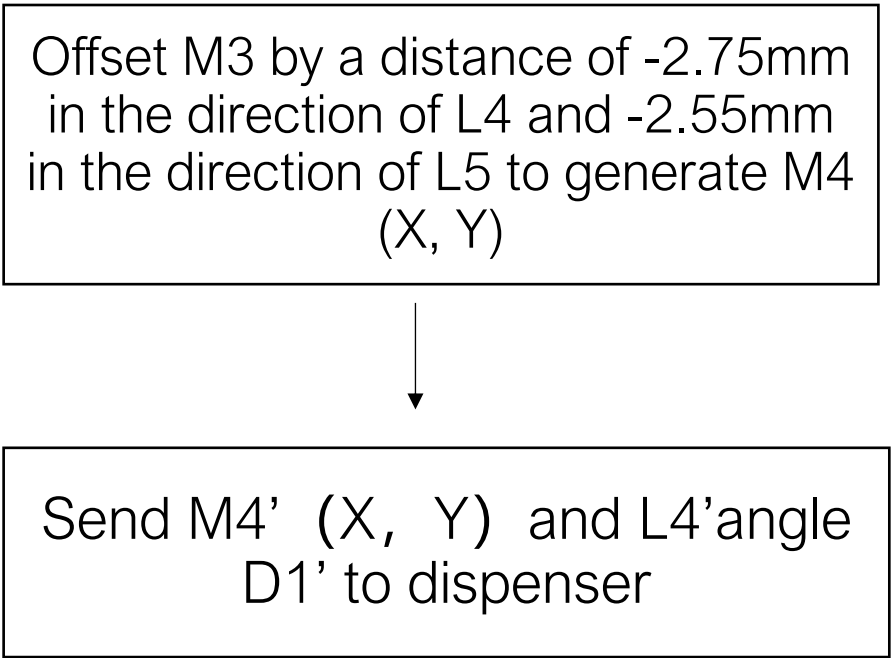 Offset M3 by a distance of -2.75mm
in the direction of L4 and -2.55mm
in the direction of L5 to generate M4
(X, Y)
Send M4’ (X, Y) and L4’angle
D1’ to dispenser